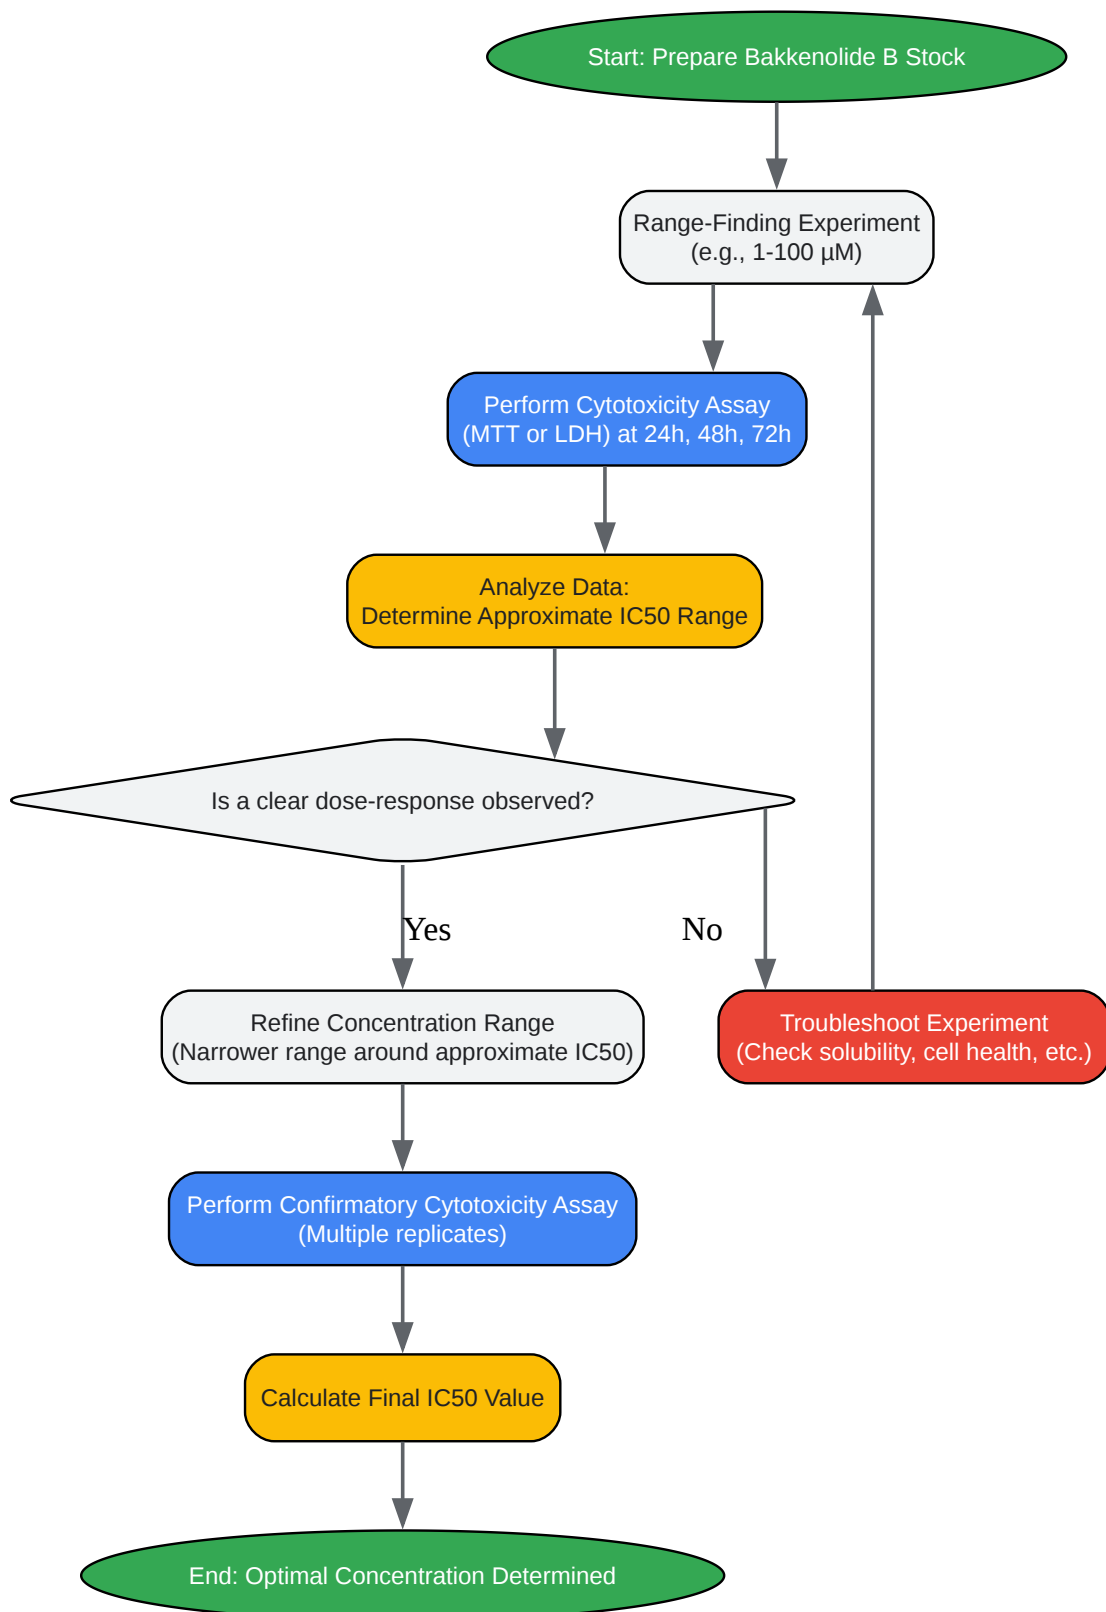 Start: Prepare Bakkenolide B Stock
Range-Finding Experiment
(e.g., 1-100 µM)
Perform Cytotoxicity Assay
(MTT or LDH) at 24h, 48h, 72h
Analyze Data:
Determine Approximate IC50 Range
Is a clear dose-response observed?
Yes
No
Refine Concentration Range
(Narrower range around approximate IC50)
Troubleshoot Experiment
(Check solubility, cell health, etc.)
Perform Confirmatory Cytotoxicity Assay
(Multiple replicates)
Calculate Final IC50 Value
End: Optimal Concentration Determined